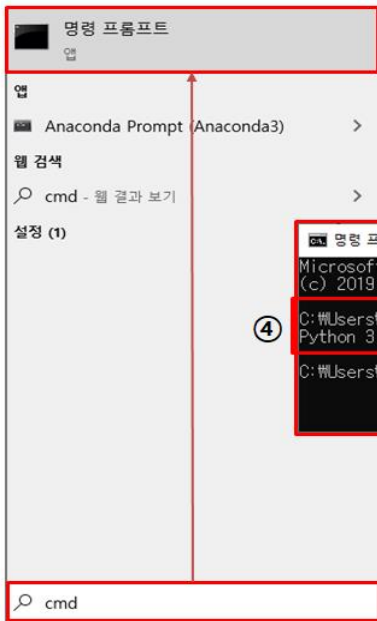 명령 프롬프트
앱
앱
Anaconda Prompt (Anaconda3)
웹 검색
cmd - 웹 결과 보기
설정 (1)
명령 프
Microsof
(c) 2019
④
C:₩Users
Python 3
C:₩Users
cmd